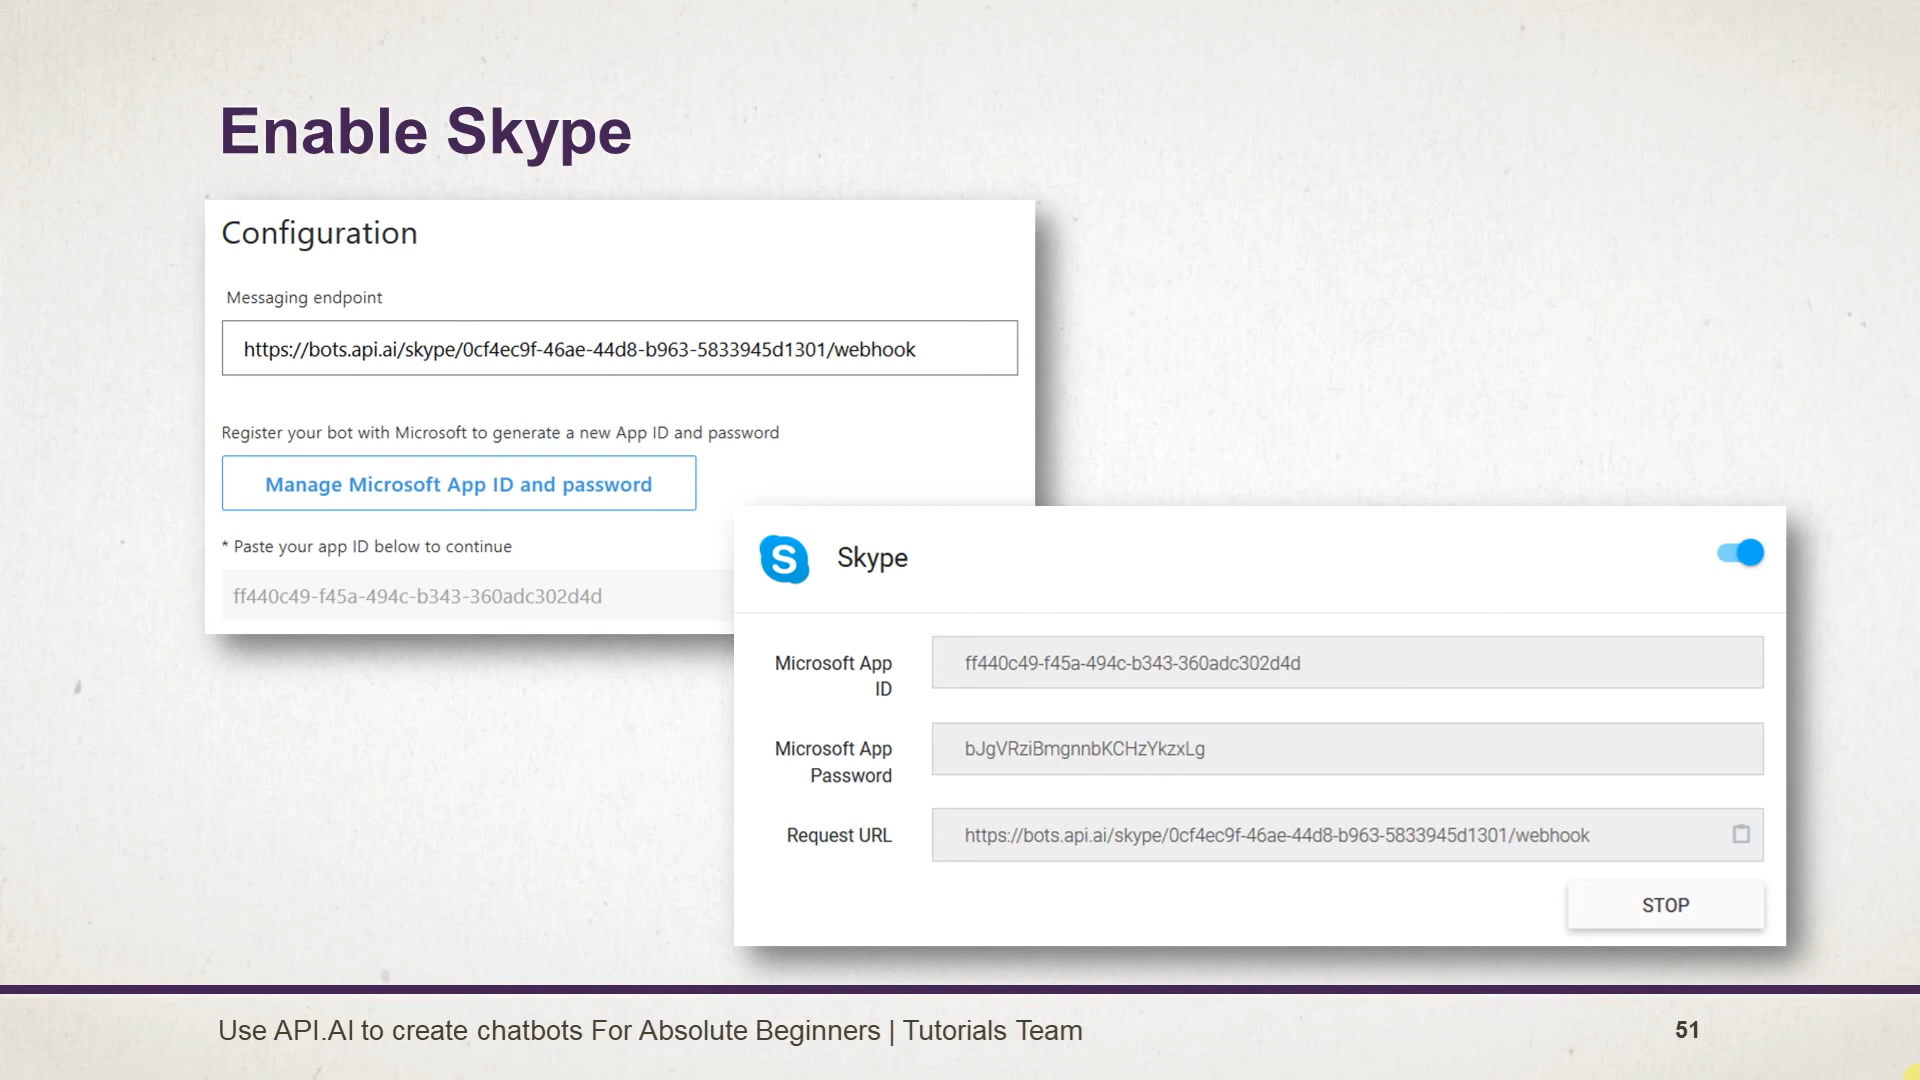 Enable Skype
Configuration
Messaging endpoint
https://bots.api.ai/skype/0cf4ec9f-46ae-44d8-b963-5833945d1301/webhook
Register your bot with Microsoft to generate a new App ID and password
Manage Microsoft App ID and password
* Paste your app ID below to continue
ff440c49-f45a-494c-b343-360adc302d4d
S Skype
Microsoft App
ID
ff440c49-f45a-494c-b343-360adc302d4d
Microsoft App
Password
bJgVRziBmgnnbKCHzYkzxLg
Request URL
https://bots.api.ai/skype/0cf4ec9f-46ae-44d8-b963-5833945d1301/webhook
STOP
Use API.AI to create chatbots For Absolute Beginners | Tutorials Team
51